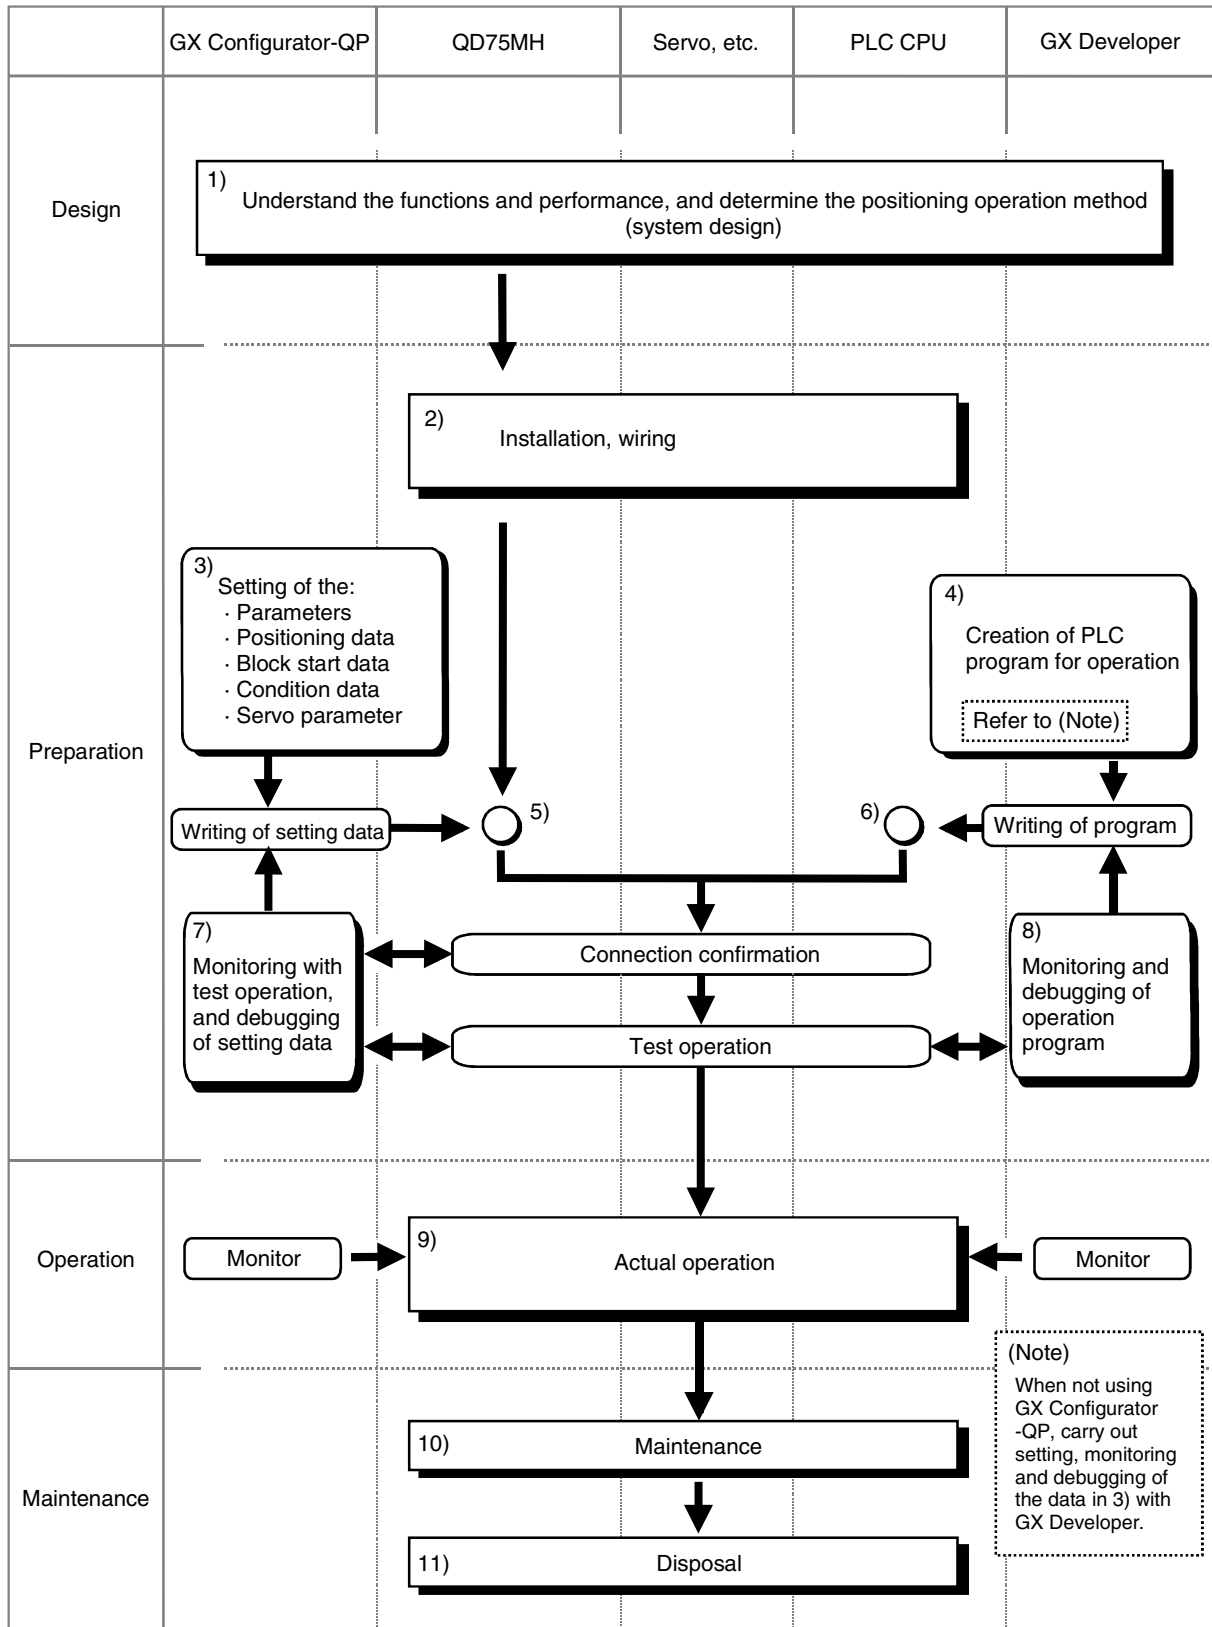 GX Configurator-QP
QD75MH
Servo, etc.
PLC CPU
GX Developer
Design
1)
Understand the functions and performance, and determine the positioning operation method
(system design)
Preparation
2)
Installation, wiring
3)
Setting of the:
· Parameters
· Positioning data
· Block start data
· Condition data
· Servo parameter
4)
Creation of PLC
program for operation
Refer to (Note)
Writing of setting data
5)
6)
Writing of program
7)
Monitoring with
test operation,
and debugging
of setting data
Connection confirmation
Test operation
8)
Monitoring and
debugging of
operation
program
Operation
Monitor
9)
Actual operation
Monitor
Maintenance
10)
Maintenance
11)
Disposal
(Note)
When not using
GX Configurator
-QP, carry out
setting, monitoring
and debugging of
the data in 3) with
GX Developer.